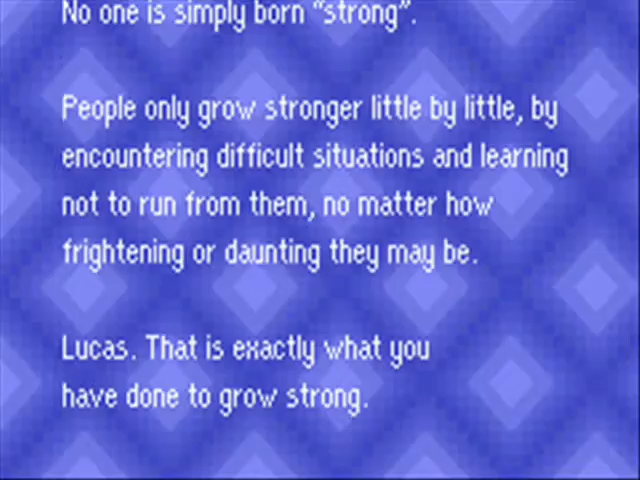 No one is simply born “strong”.
People only grow stronger little by little, by
encountering difficult situations and learning
not to run from them, no matter how
frightening or daunting they may be.
Lucas. That is exactly what you
have done to grow strong.